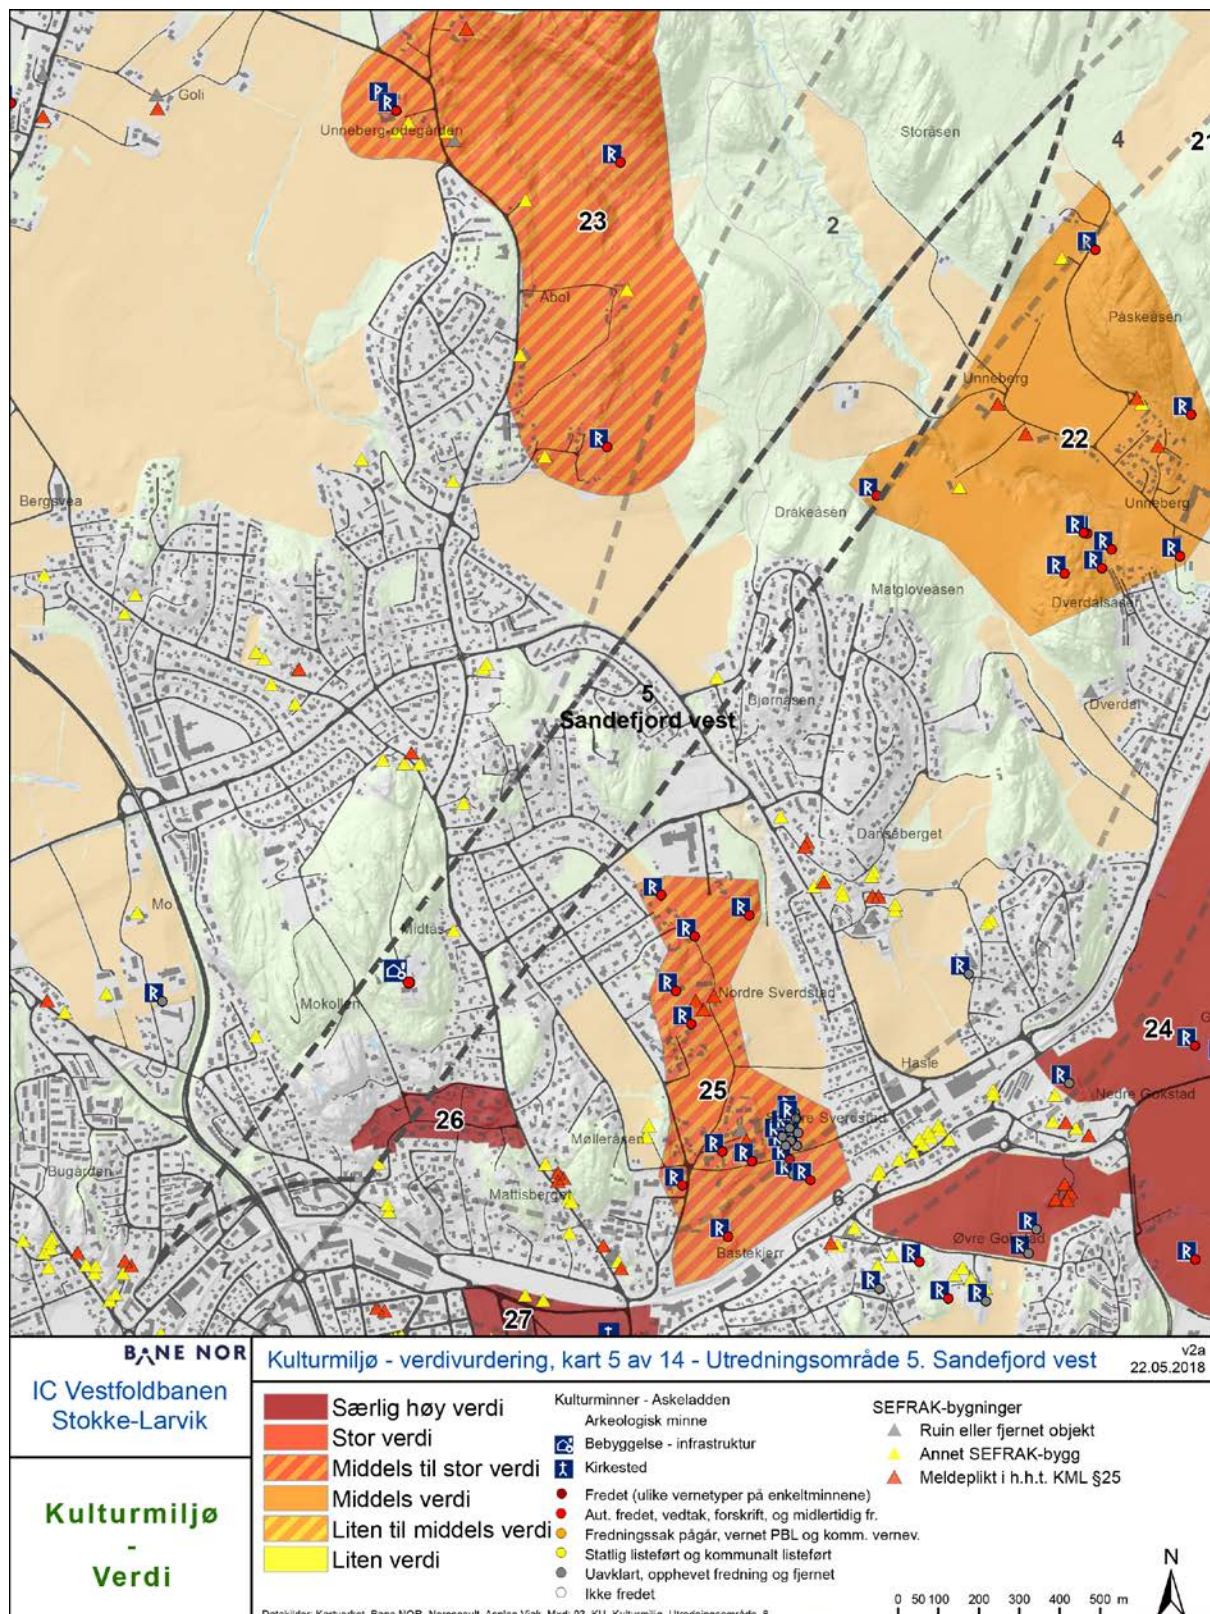 Goli
Unneberg-ødegården
Storåsen
4
21
2
23
Åbol
Påskeåsen
Unneberg
22
Bergsvea
Drakeåsen
Unneberg
Matgloveåsen
Dverdalsåsen
5
Sandefjord vest
Bjørnåsen
Dverdal
Danseberget
Mo
Midtås
Mokollen
Nordre Sverdstad
24
Hasle
25
Nedre Gokstad
26
Sverdstad
Mølleråsen
Bugården
Mattisberget
6
Øvre Gokstad
Bastekjerr
27
BANE NOR
IC Vestfoldbanen
Stokke-Larvik
Kulturmiljø
-
Verdi
Kulturmiljø - verdivurdering, kart 5 av 14 - Utredningsområde 5. Sandefjord vest
v2a
22.05.2018
Særlig høy verdi
Stor verdi
Middels til stor verdi
Middels verdi
Liten til middels verdi
Liten verdi
Kulturminner - Askeladden
Arkeologisk minne
Bebyggelse - infrastruktur
Kirkested
Fredet (ulike vernetyper på enkeltminnene)
Aut. fredet, vedtak, forskrift, og midlertidig fr.
Fredningssak pågår, vernet PBL og komm. vernev.
Statlig listeført og kommunalt listeført
Uavklart, opphevet fredning og fjernet
Ikke fredet
SEFRAK-bygninger
Ruin eller fjernet objekt
Annet SEFRAK-bygg
Meldeplikt i h.h.t. KML §25
N
0 50 100 200 300 400 500 m